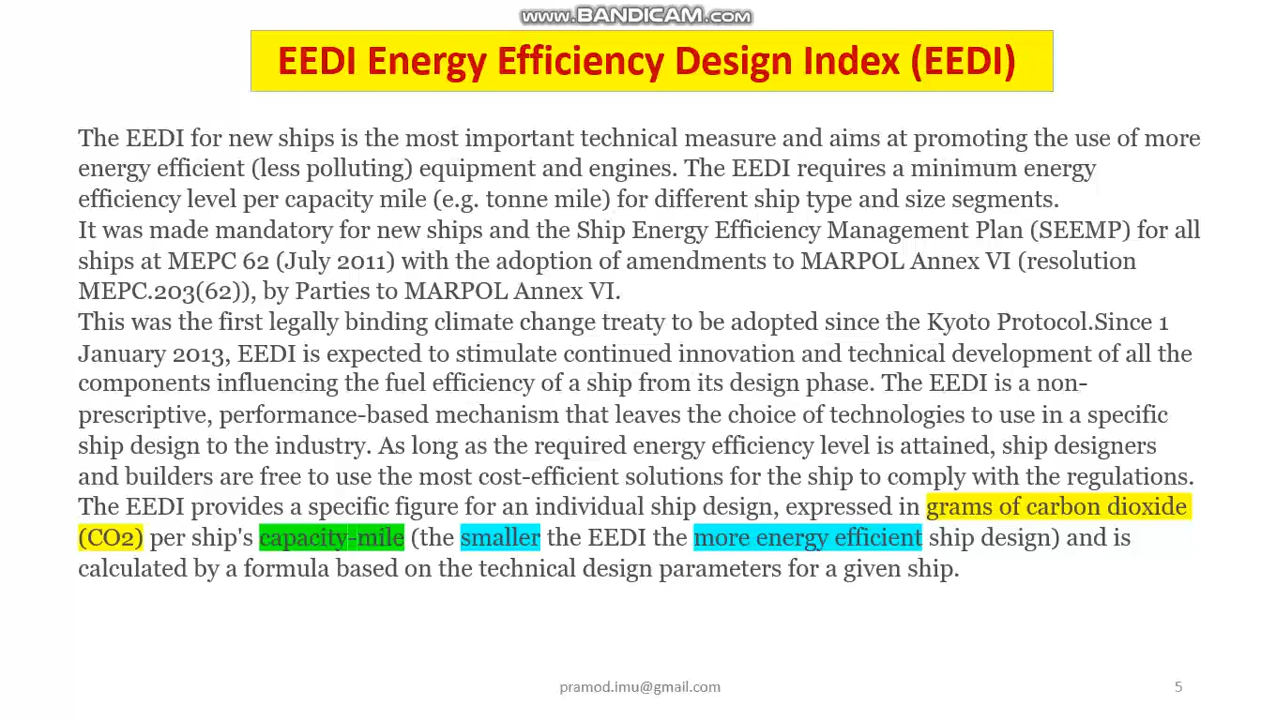 www.BANDICAM.com
EEDI Energy Efficiency Design Index (EEDI)
The EEDI for new ships is the most important technical measure and aims at promoting the use of more
energy efficient (less polluting) equipment and engines. The EEDI requires a minimum energy
efficiency level per capacity mile (e.g. tonne mile) for different ship type and size segments.
It was made mandatory for new ships and the Ship Energy Efficiency Management Plan (SEEMP) for all
ships at MEPC 62 (July 2011) with the adoption of amendments to MARPOL Annex VI (resolution
MEPC.203(62)), by Parties to MARPOL Annex VI.
This was the first legally binding climate change treaty to be adopted since the Kyoto Protocol.Since 1
January 2013, EEDI is expected to stimulate continued innovation and technical development of all the
components influencing the fuel efficiency of a ship from its design phase. The EEDI is a non-
prescriptive, performance-based mechanism that leaves the choice of technologies to use in a specific
ship design to the industry. As long as the required energy efficiency level is attained, ship designers
and builders are free to use the most cost-efficient solutions for the ship to comply with the regulations.
The EEDI provides a specific figure for an individual ship design, expressed in grams of carbon dioxide
(CO2) per ship's capacity-mile (the smaller the EEDI the more energy efficient ship design) and is
calculated by a formula based on the technical design parameters for a given ship.
pramod.imu@gmail.com
5